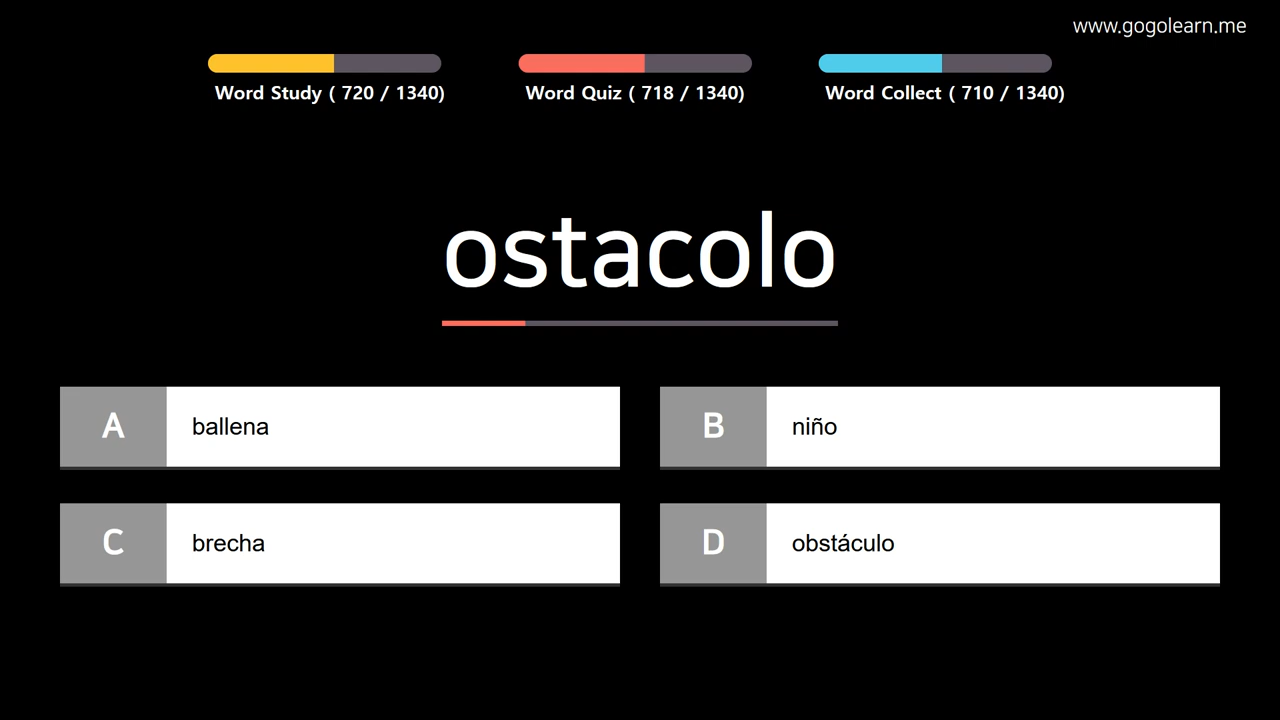 www.gogolearn.me
Word Study ( 720 / 1340)
Word Quiz ( 718 / 1340)
Word Collect ( 710 / 1340)
ostacolo
A ballena
B niño
C brecha
D obstáculo